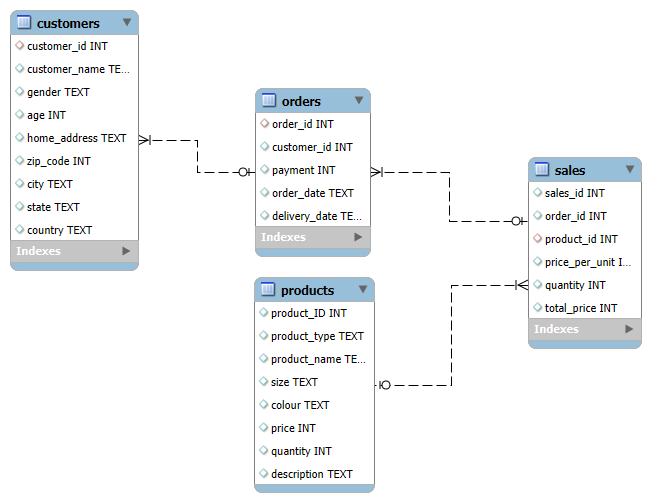 customers
customer_id INT
customer_name TE...
gender TEXT
age INT
home_address TEXT
zip_code INT
city TEXT
state TEXT
country TEXT
Indexes
orders
order_id INT
customer_id INT
payment INT
order_date TEXT
delivery_date TE...
Indexes
sales
sales_id INT
order_id INT
product_id INT
price_per_unit I...
quantity INT
total_price INT
Indexes
products
product_ID INT
product_type TEXT
product_name TE...
size TEXT
colour TEXT
price INT
quantity INT
description TEXT